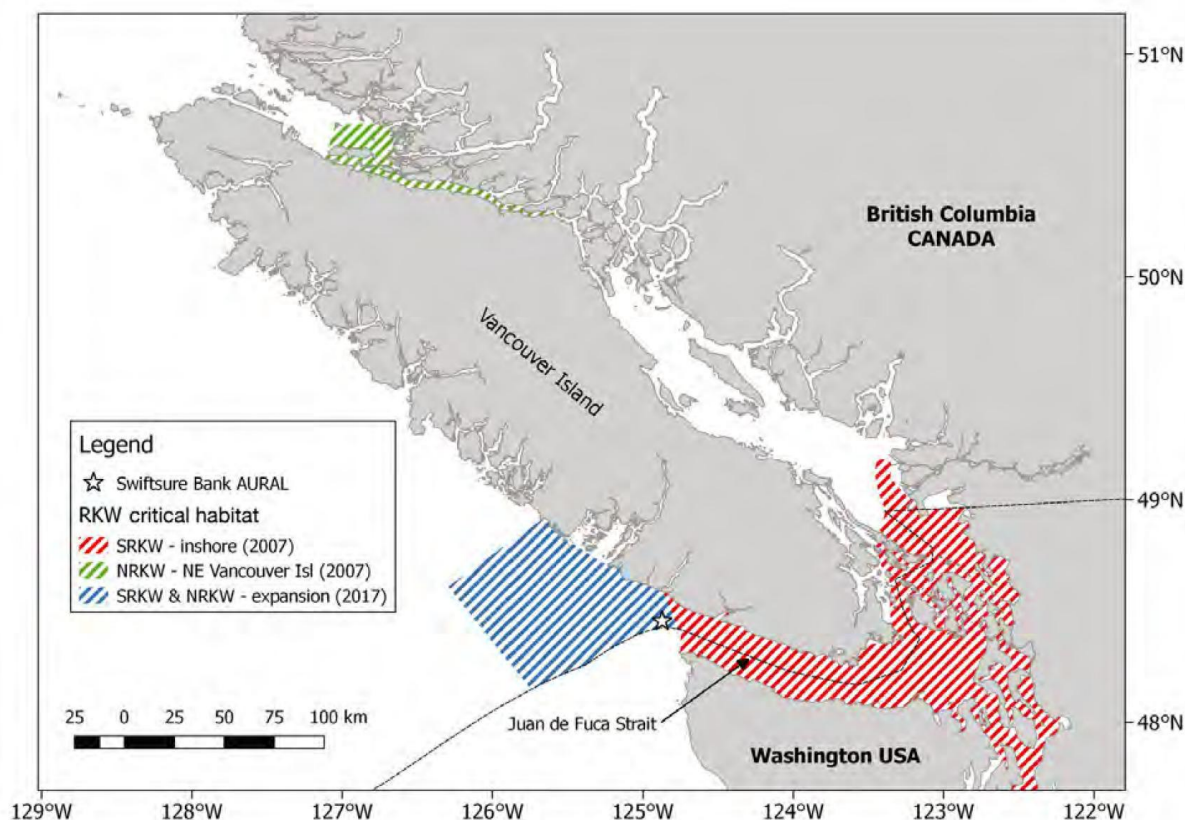 51°N
50°N
49°N
48°N
British Columbia
CANADA
Vancouver Island
Legend
Swiftsure Bank AURAL
RKW critical habitat
SRKW - inshore (2007)
NRKW - NE Vancouver Isl (2007)
SRKW & NRKW - expansion (2017)
25 0 25 50 75 100 km
Juan de Fuca Strait
Washington USA
129°W 128°W 127°W 126°W 125°W 124°W 123°W 122°W